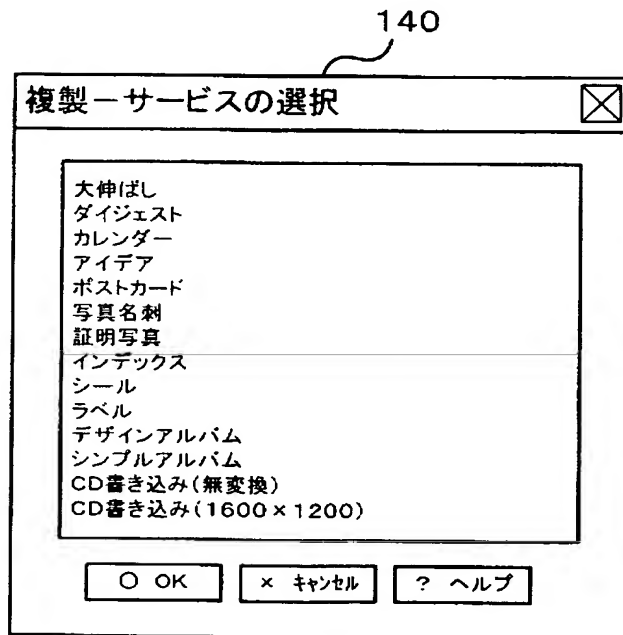 140
複製－サービスの選択
大伸ばし
ダイジェスト
カレンダー
アイデア
ポストカード
写真名刺
証明写真
インデックス
シール
ラベル
デザインアルバム
シンプルアルバム
CD書き込み(無変換)
CD書き込み(1600×1200)
○ OK × キャンセル ? ヘルプ